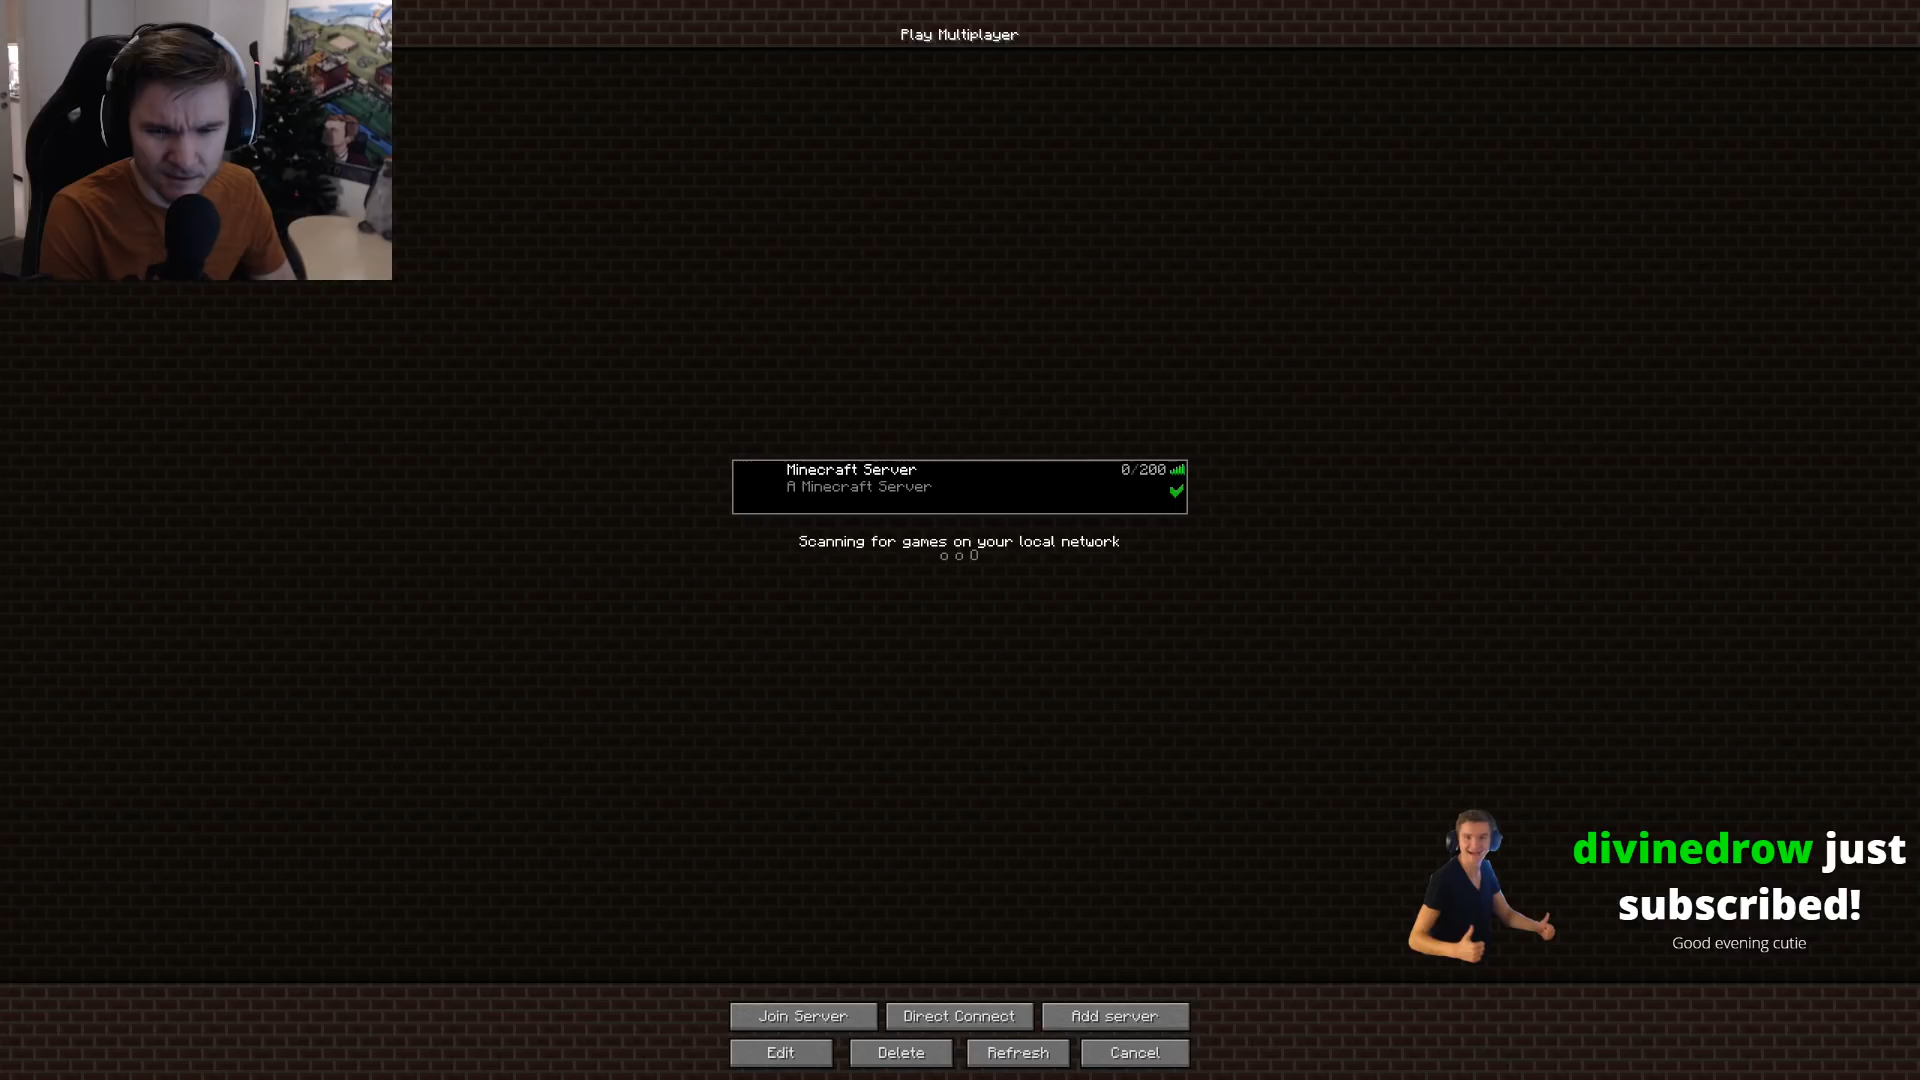 Play Multiplayer
Minecraft Server 0/200
A Minecraft Server
Scanning for games on your local network
o o O
divinedrow just
subscribed!
Good evening cutie
Join Server Direct Connect Add server
Edit Delete Refresh Cancel